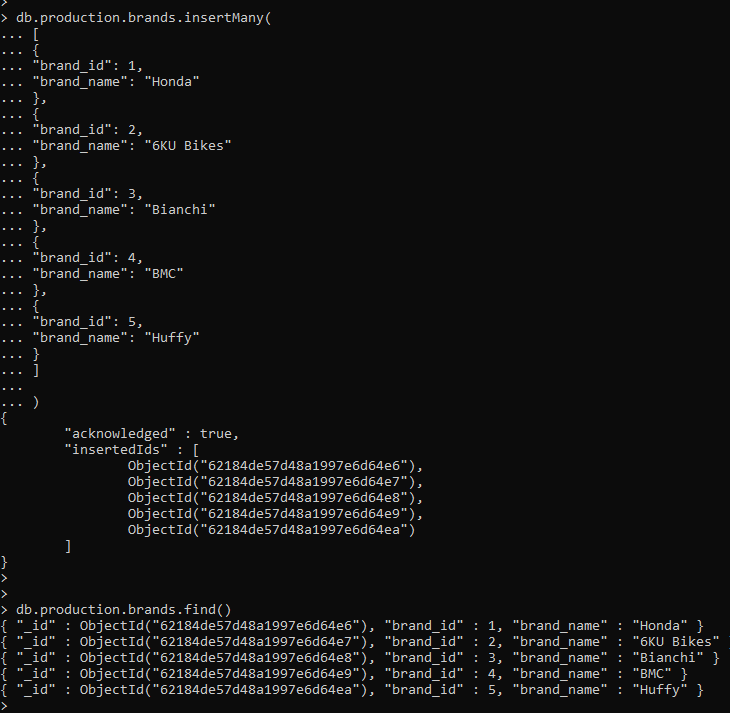 >
> db.production.brands.insertMany(
... [
... {
... "brand_id": 1,
... "brand_name": "Honda"
... },
... {
... "brand_id": 2,
... "brand_name": "6KU Bikes"
... },
... {
... "brand_id": 3,
... "brand_name": "Bianchi"
... },
... {
... "brand_id": 4,
... "brand_name": "BMC"
... },
... {
... "brand_id": 5,
... "brand_name": "Huffy"
... }
... ]
...
... )
{
        "acknowledged" : true,
        "insertedIds" : [
                ObjectId("62184de57d48a1997e6d64e6"),
                ObjectId("62184de57d48a1997e6d64e7"),
                ObjectId("62184de57d48a1997e6d64e8"),
                ObjectId("62184de57d48a1997e6d64e9"),
                ObjectId("62184de57d48a1997e6d64ea")
        ]
}
>
>
> db.production.brands.find()
{ "_id" : ObjectId("62184de57d48a1997e6d64e6"), "brand_id" : 1, "brand_name" : "Honda" }
{ "_id" : ObjectId("62184de57d48a1997e6d64e7"), "brand_id" : 2, "brand_name" : "6KU Bikes" }
{ "_id" : ObjectId("62184de57d48a1997e6d64e8"), "brand_id" : 3, "brand_name" : "Bianchi" }
{ "_id" : ObjectId("62184de57d48a1997e6d64e9"), "brand_id" : 4, "brand_name" : "BMC" }
{ "_id" : ObjectId("62184de57d48a1997e6d64ea"), "brand_id" : 5, "brand_name" : "Huffy" }
>